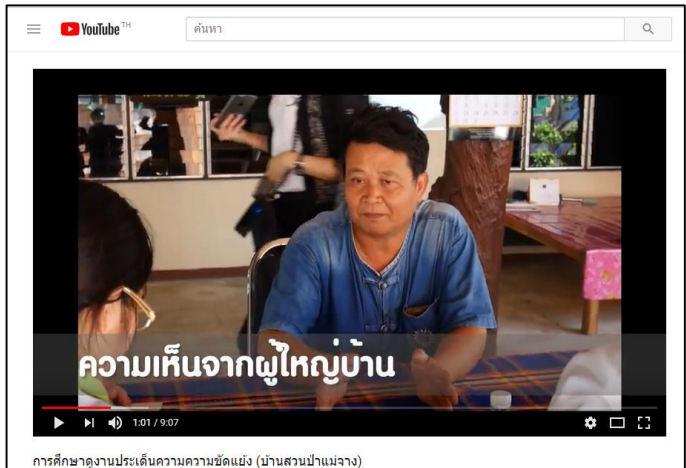 YouTube TH
ค้นหา
ความเห็นจากผู้ใหญ่บ้าน
1:01 / 9:07
การศึกษาดูงานประเด็นความความขัดแย้ง (บ้านสวนป่าแม่จาง)